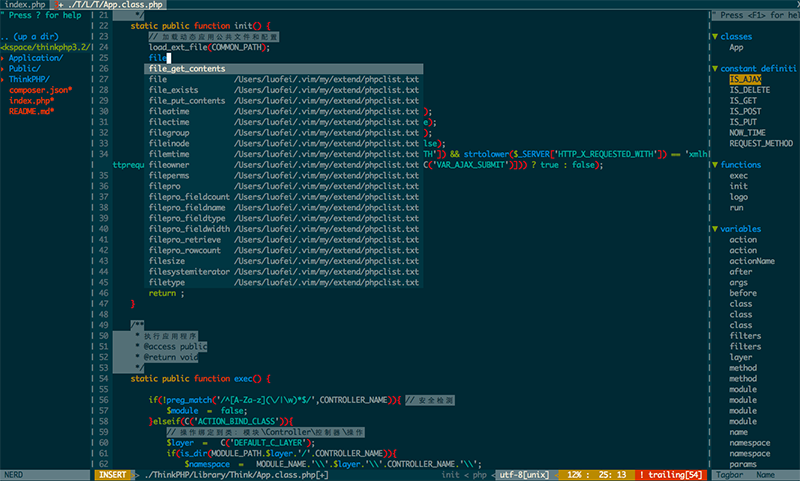 index.php + ./T/L/T/App.class.php
" Press ? for help
.. (up a dir)
<kspace/thinkphp3.2/
▸ Application/
▸ Public/
▸ ThinkPHP/
composer.json*
index.php*
README.md*
21 */
22 static public function init() {
23 // 加载动态应用公共文件和配置
24 load_ext_file(COMMON_PATH);
25 file
26 file_get_contents
27 file /Users/luofei/.vim/my/extend/phpclist.txt
28 file_exists /Users/luofei/.vim/my/extend/phpclist.txt
29 file_put_contents /Users/luofei/.vim/my/extend/phpclist.txt
30 fileatime /Users/luofei/.vim/my/extend/phpclist.txt );
31 filectime /Users/luofei/.vim/my/extend/phpclist.txt e);
32 filegroup /Users/luofei/.vim/my/extend/phpclist.txt );
33 fileinode /Users/luofei/.vim/my/extend/phpclist.txt lse);
34 filemtime /Users/luofei/.vim/my/extend/phpclist.txt TH']) && strtolower($_SERVER['HTTP_X_REQUESTED_WITH']) == 'xmlh
ttprequ fileowner /Users/luofei/.vim/my/extend/phpclist.txt C('VAR_AJAX_SUBMIT')])) ? true : false);
35 fileperms /Users/luofei/.vim/my/extend/phpclist.txt
36 filepro /Users/luofei/.vim/my/extend/phpclist.txt
37 filepro_fieldcount /Users/luofei/.vim/my/extend/phpclist.txt
38 filepro_fieldname /Users/luofei/.vim/my/extend/phpclist.txt
39 filepro_fieldtype /Users/luofei/.vim/my/extend/phpclist.txt
40 filepro_fieldwidth /Users/luofei/.vim/my/extend/phpclist.txt
41 filepro_retrieve /Users/luofei/.vim/my/extend/phpclist.txt
42 filepro_rowcount /Users/luofei/.vim/my/extend/phpclist.txt
43 filesize /Users/luofei/.vim/my/extend/phpclist.txt
44 filesystemiterator /Users/luofei/.vim/my/extend/phpclist.txt
45 filetype /Users/luofei/.vim/my/extend/phpclist.txt
46 return ;
47 }
48
49 /**
50 * 执行应用程序
51 * @access public
52 * @return void
53 */
54 static public function exec() {
55
56 if(!preg_match('/^[A-Za-z](\/|\w)*$/',CONTROLLER_NAME)){ // 安全检测
57 $module = false;
58 }elseif(C('ACTION_BIND_CLASS')){
59 // 操作绑定到类：模块\Controller\控制器\操作
60 $layer = C('DEFAULT_C_LAYER');
61 if(is_dir(MODULE_PATH.$layer.'/'.CONTROLLER_NAME)){
62 $namespace = MODULE_NAME.'\\'.$layer.'\\'.CONTROLLER_NAME.'\\';
" Press <F1> for help
▼ classes
App
▼ constant definiti
IS_AJAX
IS_DELETE
IS_GET
IS_POST
IS_PUT
NOW_TIME
REQUEST_METHOD
▼ functions
exec
init
logo
run
▼ variables
action
action
actionName
after
args
before
class
class
class
filters
filters
layer
method
method
module
module
module
module
name
namespace
namespace
params
NERD INSERT > ./ThinkPHP/Library/Think/App.class.php[+] init < php < utf-8[unix] 12% : 25: 13 ! trailing[54] Tagbar Name